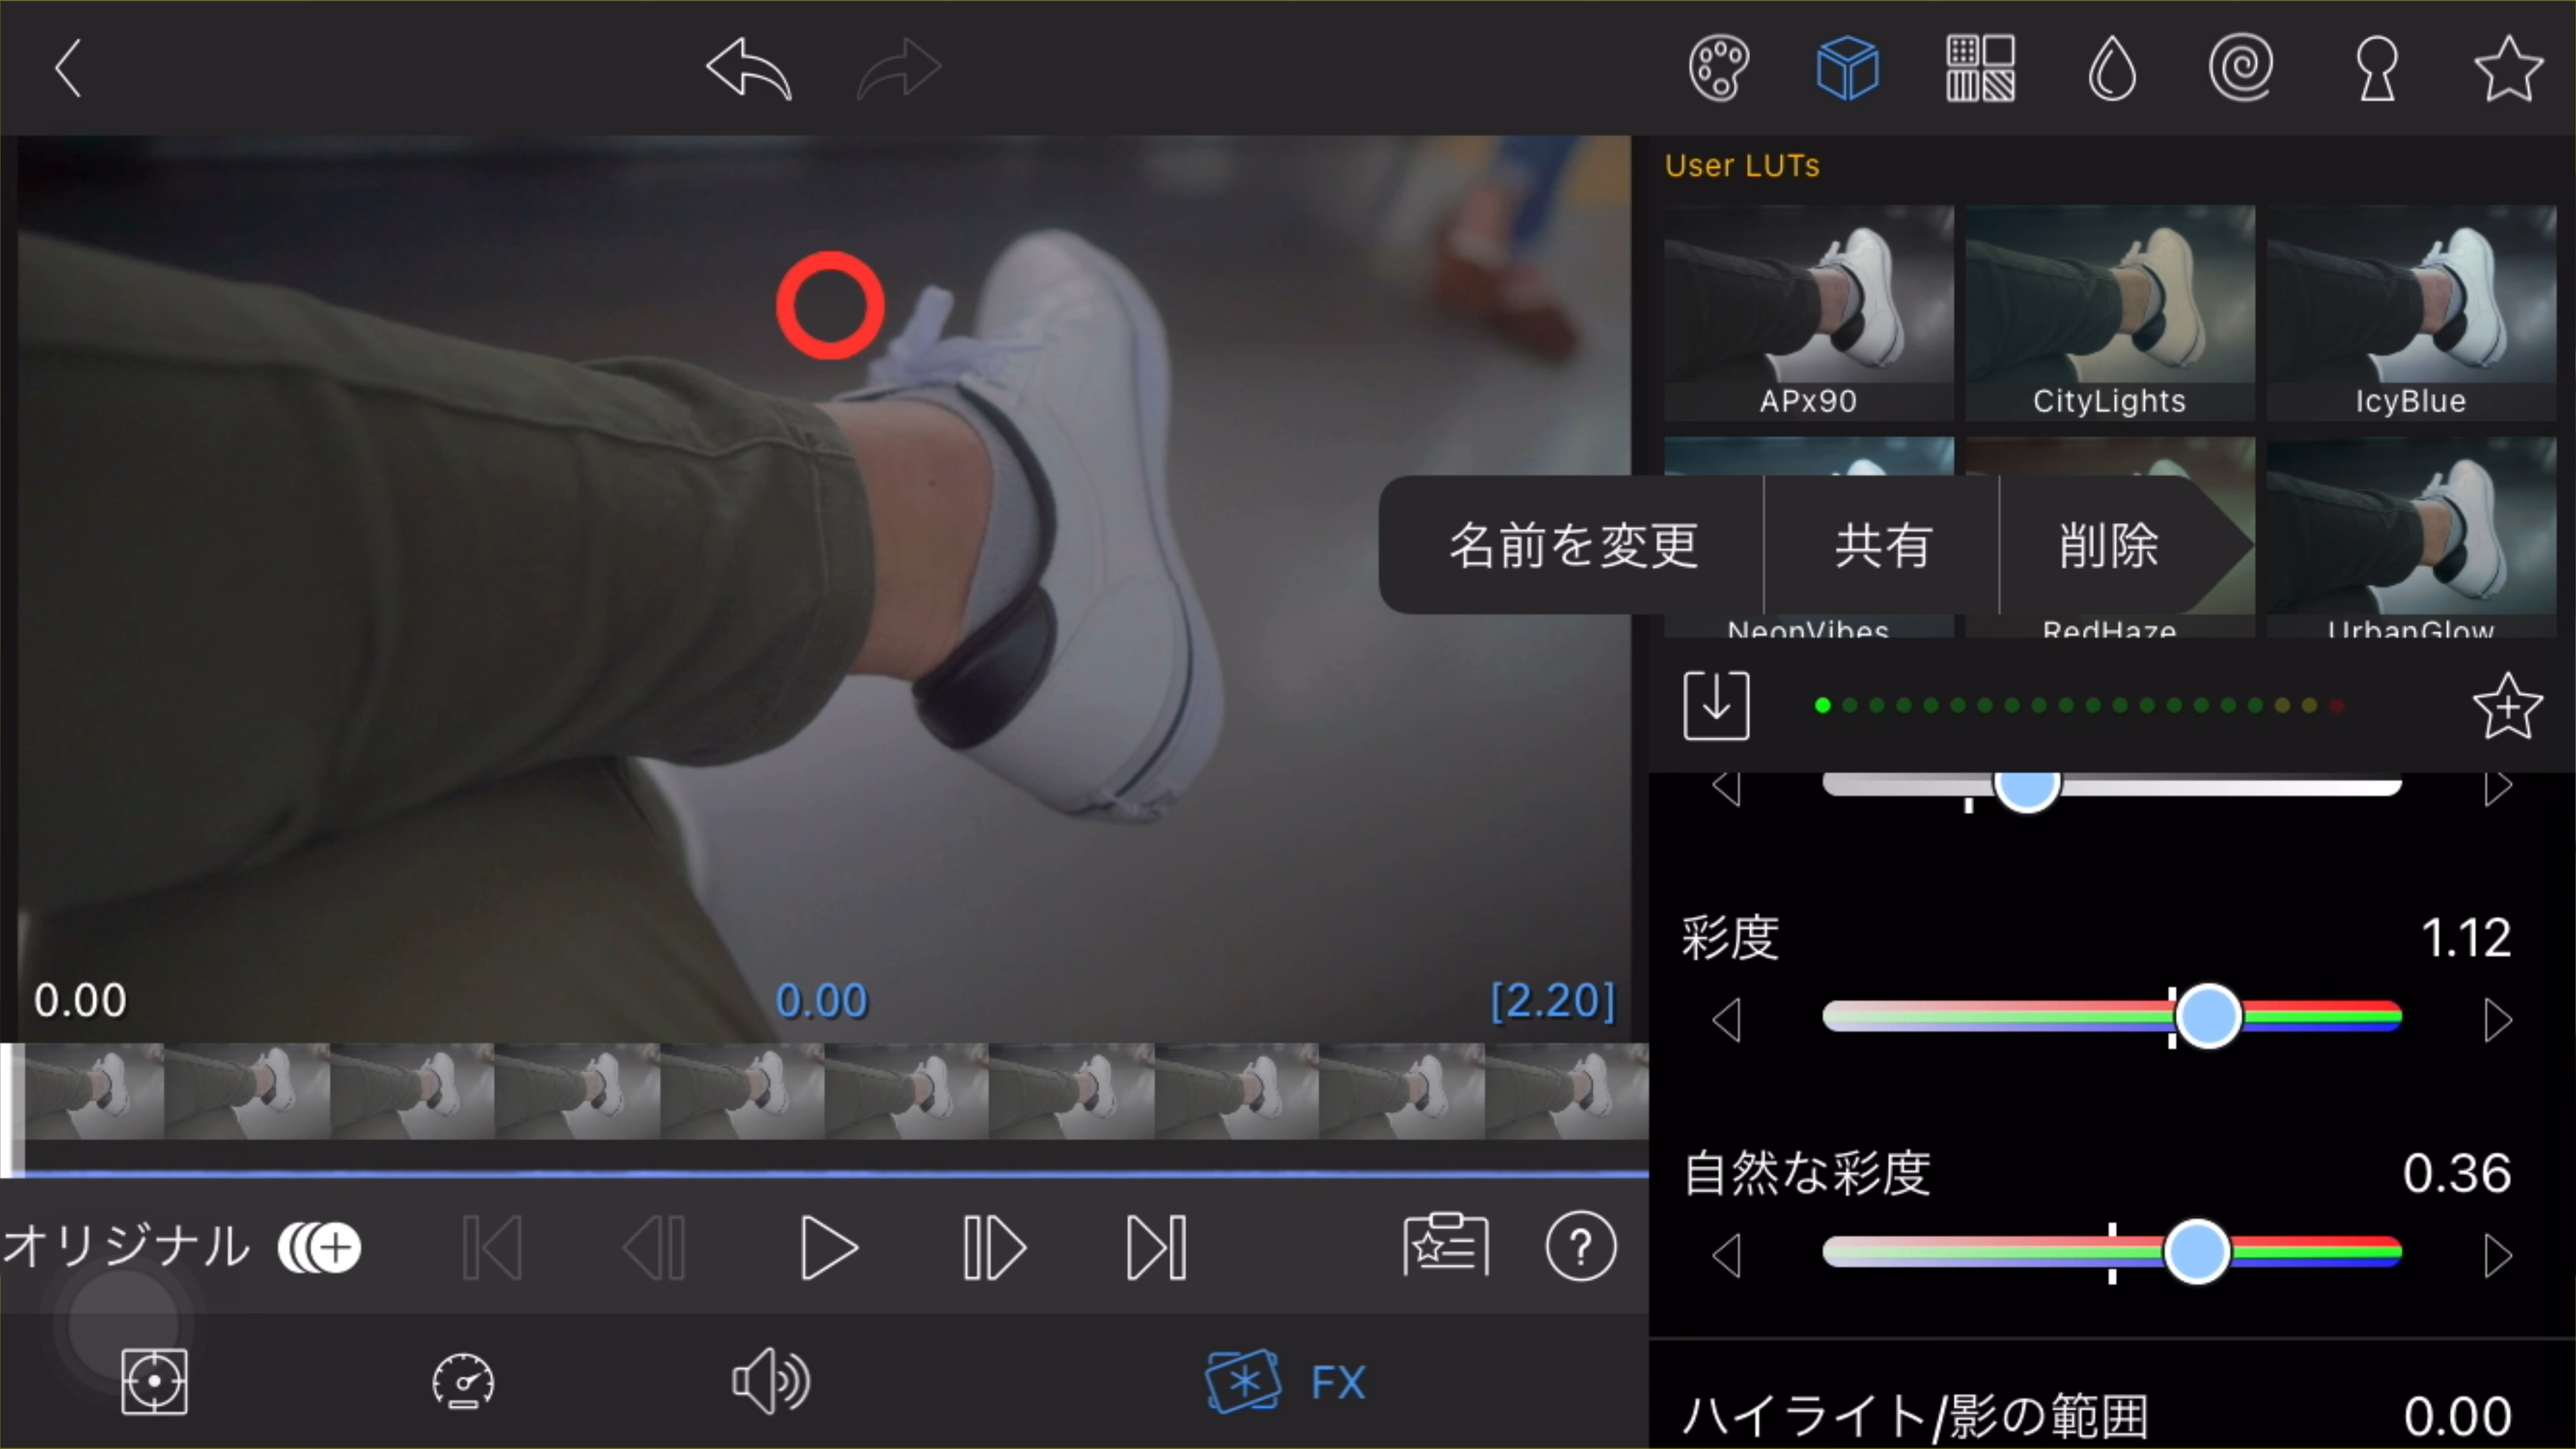 User LUTs
APx90
CityLights
IcyBlue
名前を変更
共有
削除
NeonVibes
RedHaze
UrbanGlow
0.00
0.00
[2.20]
彩度
1.12
自然な彩度
0.36
オリジナル
FX
ハイライト/影の範囲
0.00